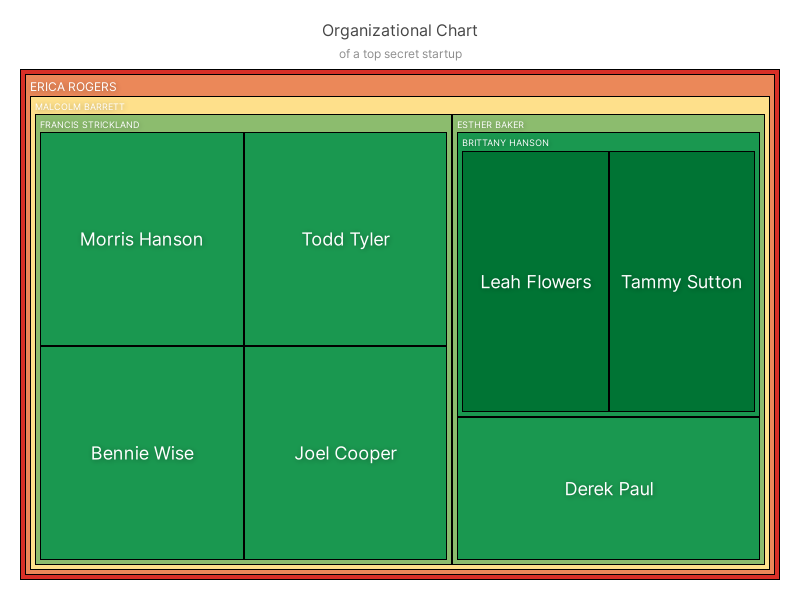 Organizational Chart
of a top secret startup
ERICA ROGERS
MALCOLM BARRETT
FRANCIS STRICKLAND
Morris Hanson
Todd Tyler
Bennie Wise
Joel Cooper
ESTHER BAKER
BRITTANY HANSON
Leah Flowers
Tammy Sutton
Derek Paul